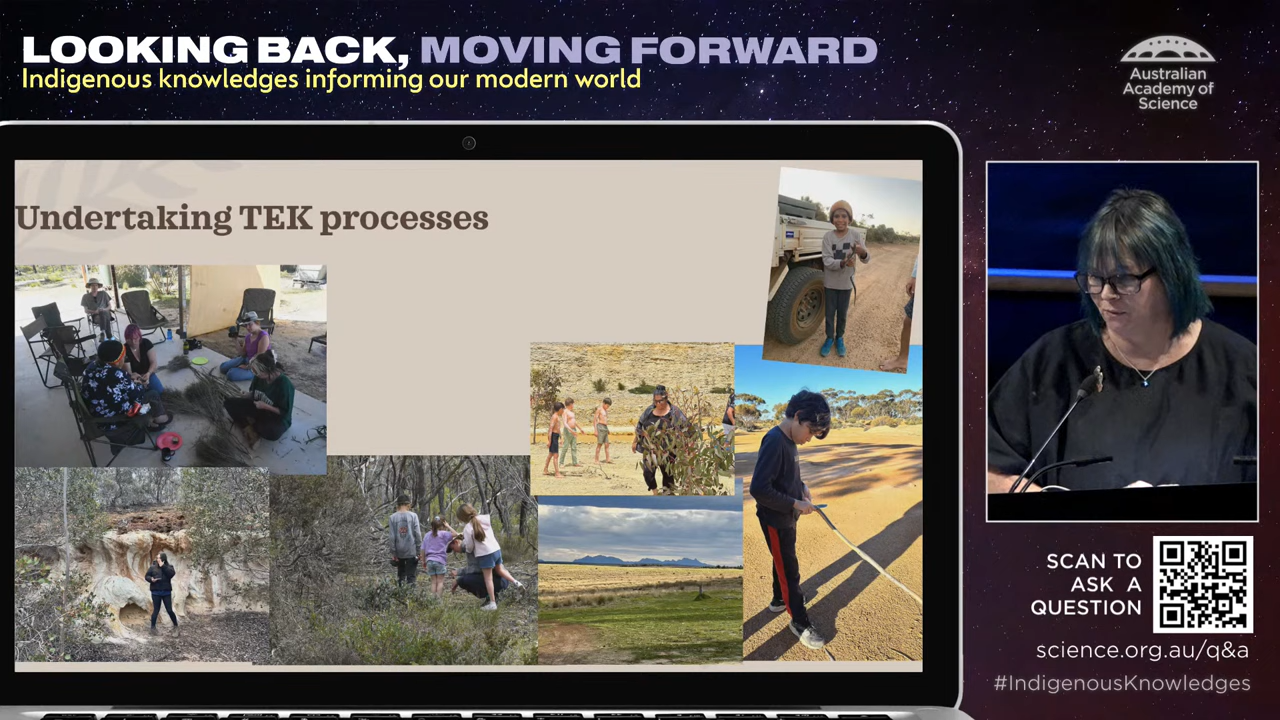 LOOKING BACK, MOVING FORWARD
Indigenous knowledges informing our modern world
Australian
Academy of
Science
Undertaking TEK processes
SCAN TO
ASK A
QUESTION
science.org.au/q&a
#IndigenousKnowledges